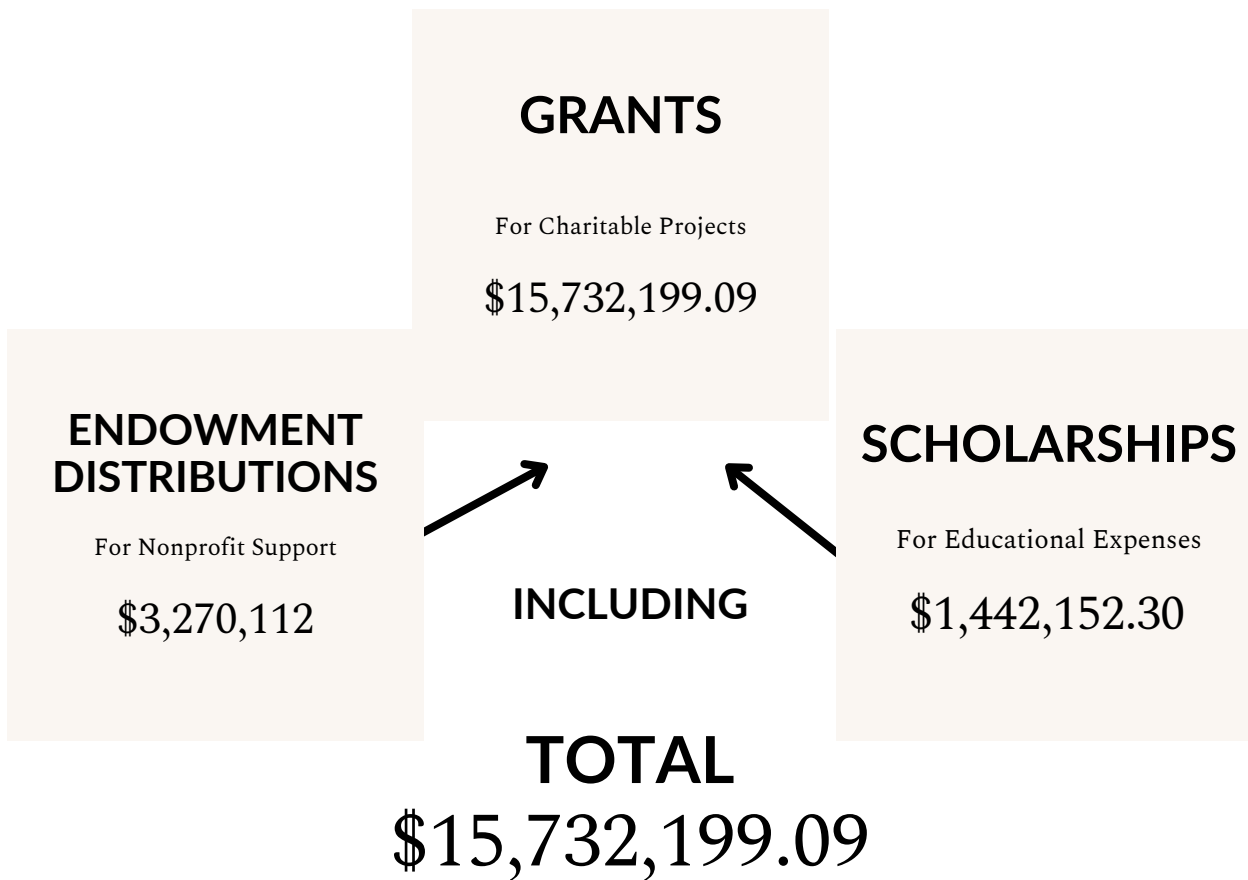 GRANTS
For Charitable Projects
$15,732,199.09
ENDOWMENT
DISTRIBUTIONS
For Nonprofit Support
$3,270,112
SCHOLARSHIPS
For Educational Expenses
$1,442,152.30
INCLUDING
TOTAL
$15,732,199.09